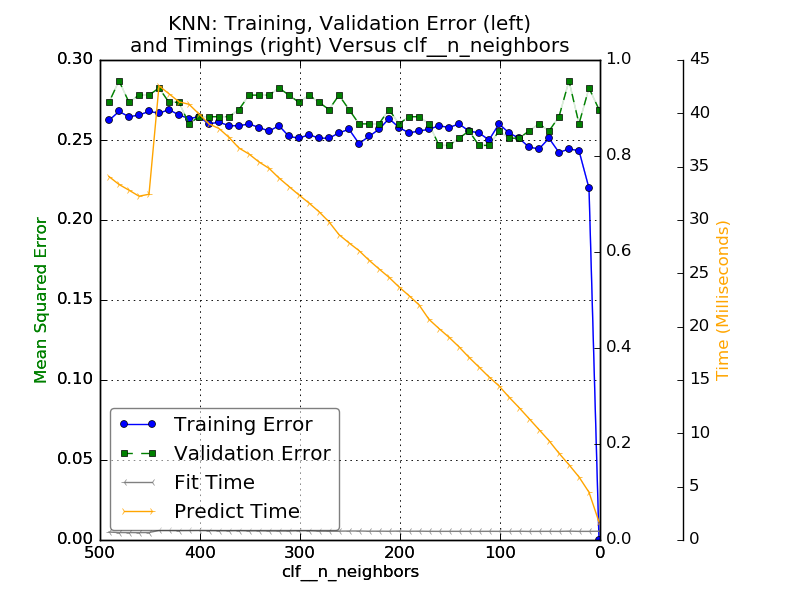 KNN: Training, Validation Error (left)
and Timings (right) Versus clf__n_neighbors
0.30
0.25
0.20
0.15
0.10
0.05
0.00
Mean Squared Error
1.0
0.8
0.6
0.4
0.2
0.0
45
40
35
30
25
20
15
10
5
0
Time (Milliseconds)
Training Error
Validation Error
Fit Time
Predict Time
500 400 300 200 100 0
clf__n_neighbors